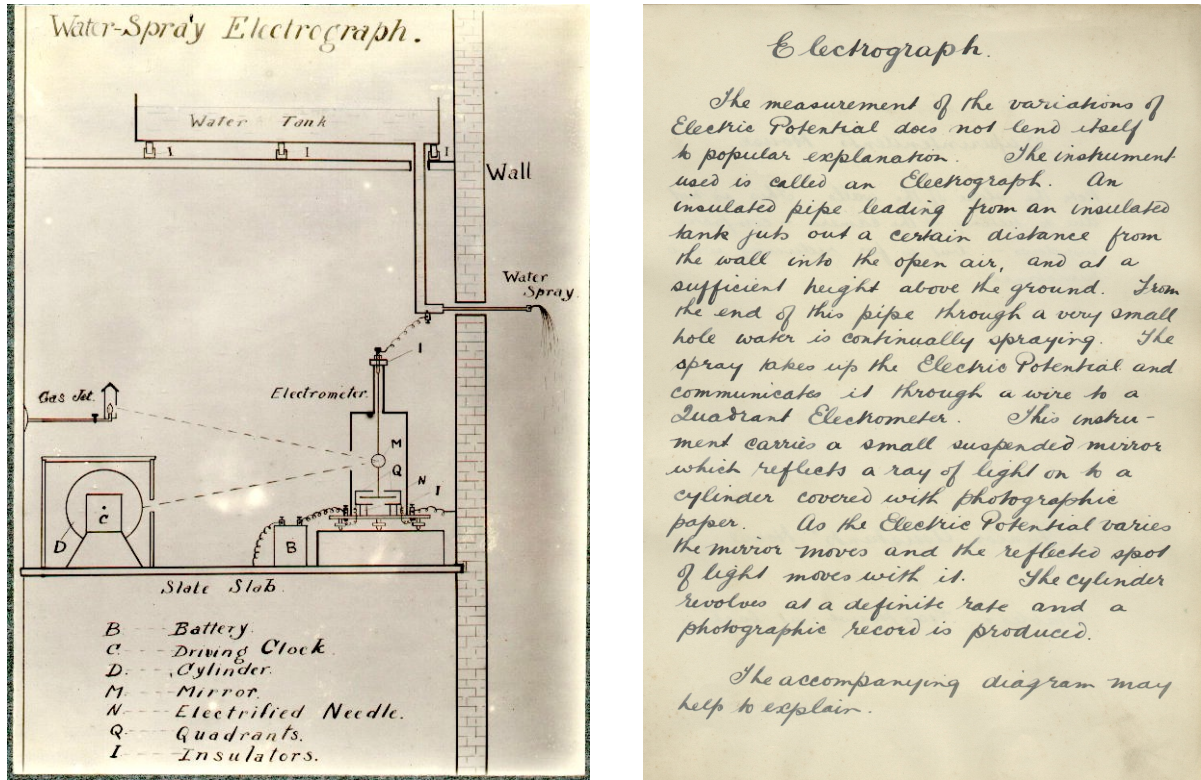 Water-Spray Electrograph.
Water Tank
I I I
Wall
Water
Spray.
I
Gas Jet.
Electrometer.
M
Q
N I
C
D
B
Slate Slab.
B --- Battery.
C --- Driving Clock.
D. --- Cylinder.
M --- Mirror.
N --- Electrified Needle.
Q --- Quadrants.
I --- Insulators.
Electrograph.
The measurement of the variations of
Electric Potential does not lend itself
to popular explanation. The instrument
used is called an Electrograph. An
insulated pipe leading from an insulated
tank juts out a certain distance from
the wall into the open air, and at a
sufficient height above the ground. From
the end of this pipe through a very small
hole water is continually spraying. The
spray takes up the Electric Potential and
communicates it through a wire to a
Quadrant Electrometer. This instru-
ment carries a small suspended mirror
which reflects a ray of light on to a
cylinder covered with photographic
paper. As the Electric Potential varies
the mirror moves and the reflected spot
of light moves with it. The cylinder
revolves at a definite rate and a
photographic record is produced.
The accompanying diagram may
help to explain.